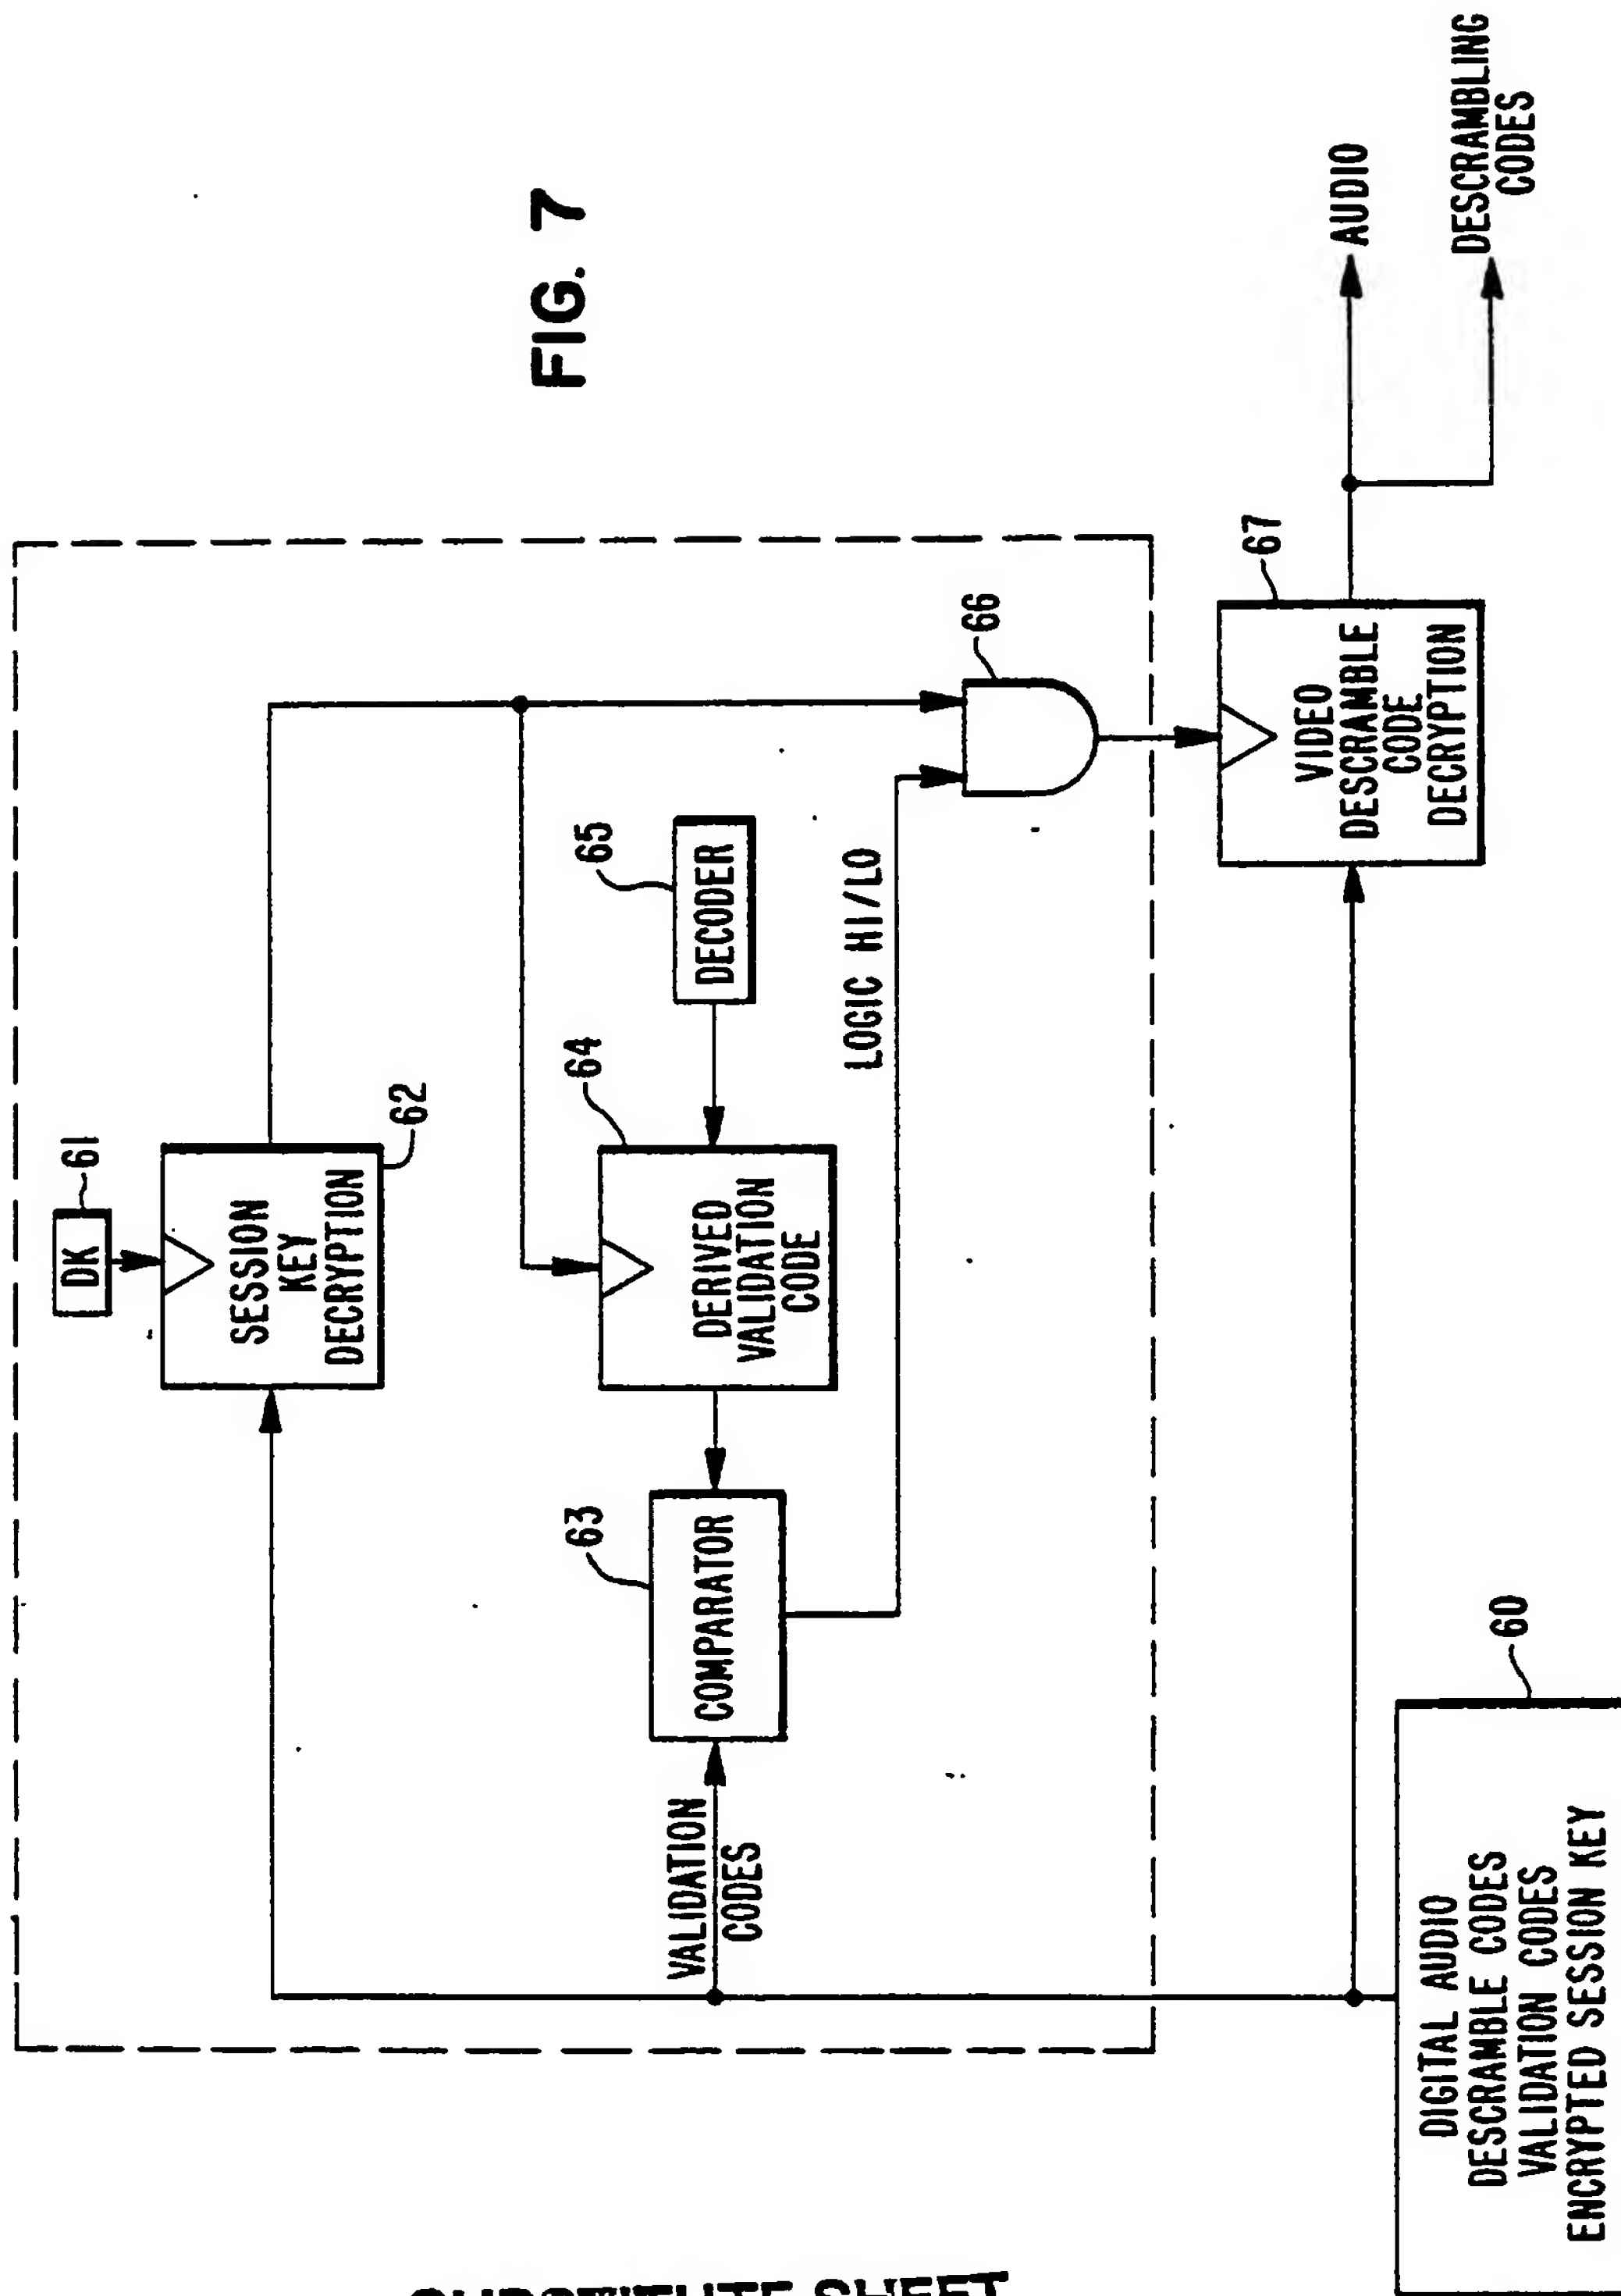 FIG. 7
61
DK
SESSION
KEY
DECRYPTION
62
63
COMPARATOR
VALIDATION
CODES
64
DERIVED
VALIDATION
CODE
65
DECODER
LOGIC HI/LO
66
60
DIGITAL AUDIO
DESCRAMBLE CODES
VALIDATION CODES
ENCRYPTED SESSION KEY
67
VIDEO
DESCRAMBLE
CODE
DECRYPTION
AUDIO
DESCRAMBLING
CODES
SUBSTITUTE SHEET